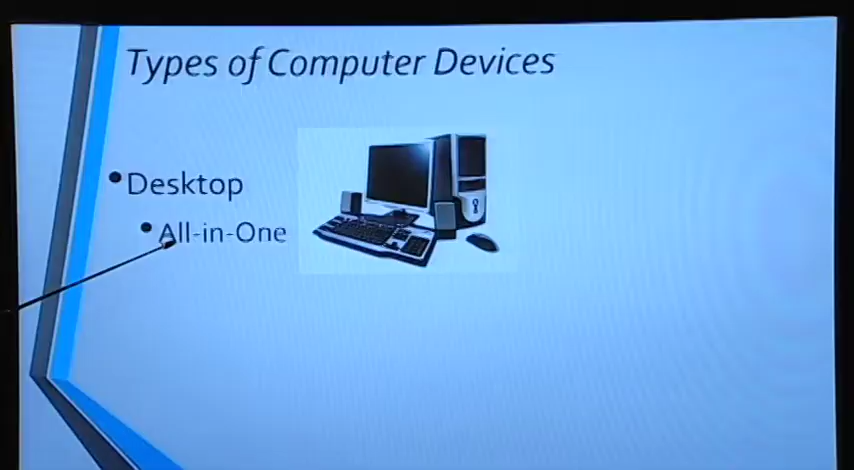 Types of Computer Devices
• Desktop
• All-in-One